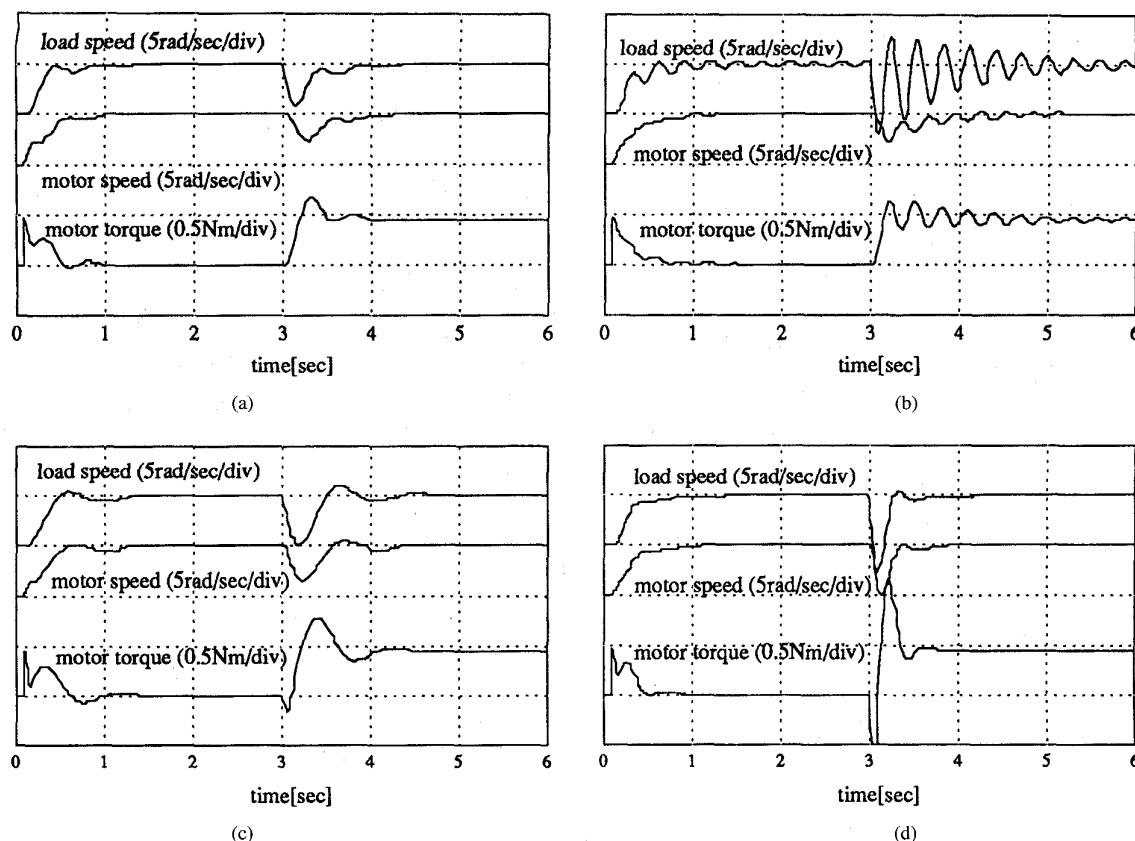 load speed (5rad/sec/div)
motor speed (5rad/sec/div)
motor torque (0.5Nm/div)
0 1 2 3 4 5 6
time[sec]
(a)
load speed (5rad/sec/div)
motor speed (5rad/sec/div)
motor torque (0.5Nm/div)
0 1 2 3 4 5 6
time[sec]
(b)
load speed (5rad/sec/div)
motor speed (5rad/sec/div)
motor torque (0.5Nm/div)
0 1 2 3 4 5 6
time[sec]
(c)
load speed (5rad/sec/div)
motor speed (5rad/sec/div)
motor torque (0.5Nm/div)
0 1 2 3 4 5 6
time[sec]
(d)